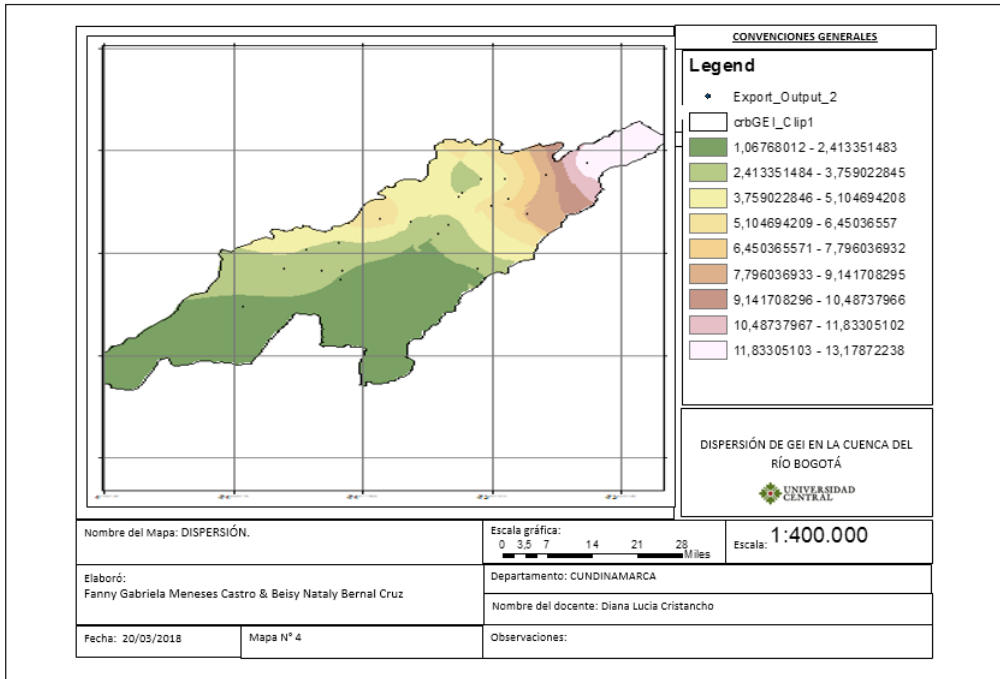 CONVENCIONES GENERALES
Legend
Export_Output_2
crbGEI_Clip1
1,06768012 - 2,413351483
2,413351484 - 3,759022845
3,759022846 - 5,104694208
5,104694209 - 6,45036557
6,450365571 - 7,796036932
7,796036933 - 9,141708295
9,141708296 - 10,48737966
10,48737967 - 11,83305102
11,83305103 - 13,17872238
DISPERSIÓN DE GEI EN LA CUENCA DEL
RÍO BOGOTÁ
UNIVERSIDAD
CENTRAL
Nombre del Mapa: DISPERSIÓN.
Escala gráfica:
0 3,5 7 14 21 28
Miles
Escala: 1:400.000
Elaboró:
Fanny Gabriela Meneses Castro & Beisy Nataly Bernal Cruz
Departamento: CUNDINAMARCA
Nombre del docente: Diana Lucia Cristancho
Fecha: 20/03/2018
Mapa N° 4
Observaciones: